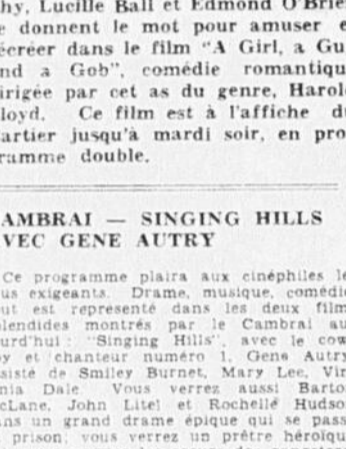 hy, Lucille Ball et Edmond O'Brie
e donnent le mot pour amuser e
écréer dans le film "A Girl, a Gu
nd a Gob", comédie romantiqu
irigée par cet as du genre, Harol
loyd. Ce film est à l'affiche d
artier jusqu'à mardi soir, en pro
ramme double.
AMBRAI — SINGING HILLS
VEC GENE AUTRY
Ce programme plaira aux cinéphiles le
us exigeants. Drame, musique, comédie
ut est représenté dans les deux film
lendides montrés par le Cambrai au
urd'hui: "Singing Hills", avec le cow
y et chanteur numéro 1, Gene Autry
sisté de Smiley Burnet, Mary Lee, Vir
nia Dale. Vous verrez aussi Barto
cLane, John Litel et Rochelle Hudso
ans un grand drame épique qui se pass
prison; vous verrez un prêtre héroïqu